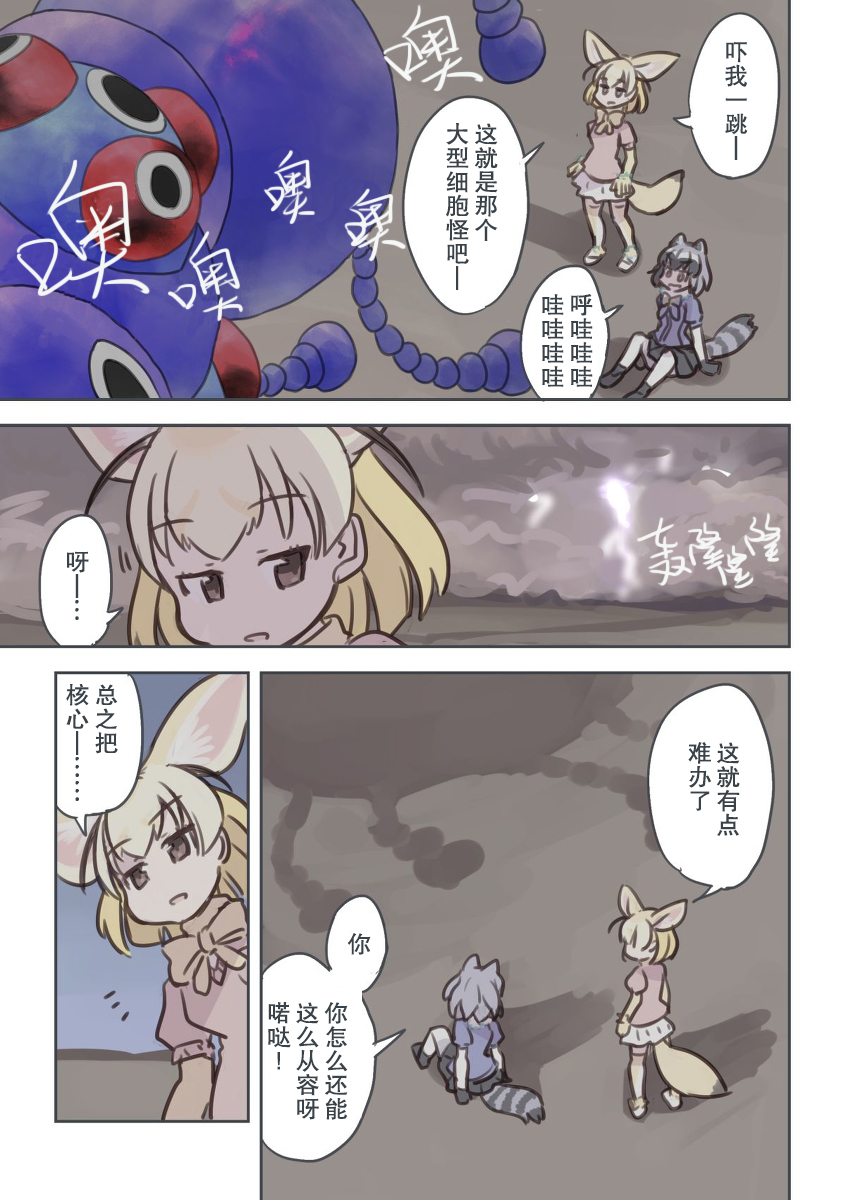 吓我一跳—
这就是那个
大型细胞怪吧—
呼哇哇哇
哇哇哇哇
噢
噢
噢
噢
噢
轰隆隆隆
呀—…
这就有点
难办了
你
你怎么还能
这么从容呀
喏哒！
总之把
核心—……